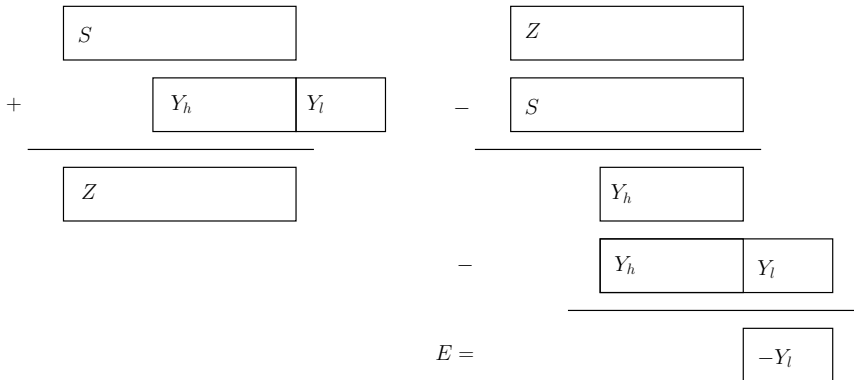 S
+ Y_h Y_l
Z
Z
− S
Y_h
− Y_h Y_l
E = −Y_l